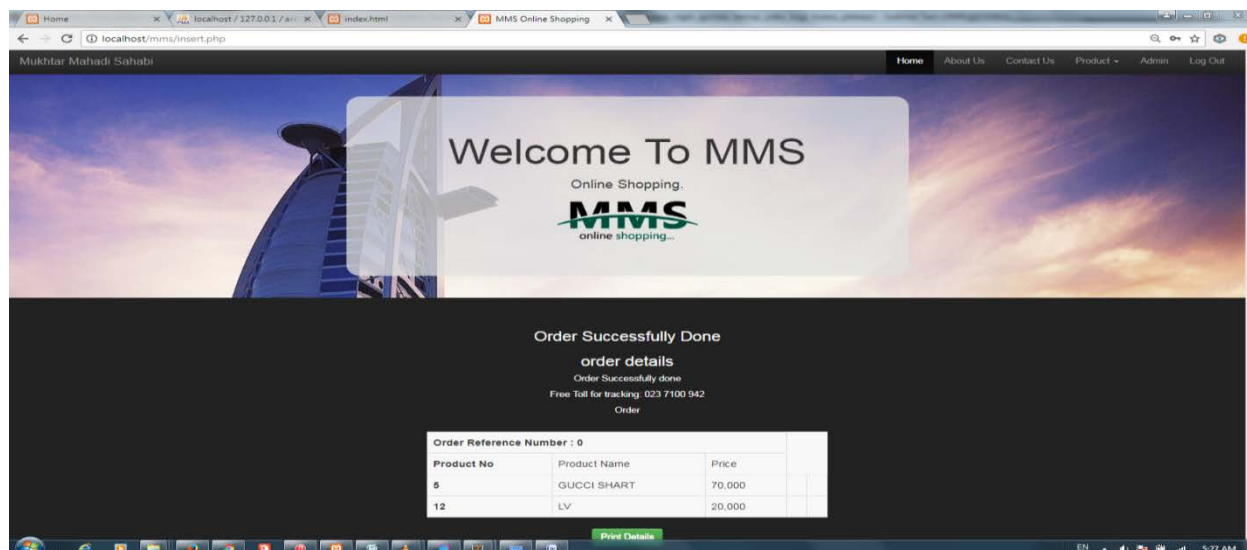 Home
localhost / 127.0.0.1 / ar
index.html
MMS Online Shopping
localhost/mms/insert.php
Mukhtar Mahadi Sahabi
Home About Us Contact Us Product Admin Log Out
Welcome To MMS
Online Shopping.
MMS
online shopping...
Order Successfully Done
order details
Order Successfully done
Free Toll for tracking: 023 7100 942
Order
Order Reference Number : 0
Product No Product Name Price
5 GUCCI SHART 70,000
12 LV 20,000
Print Details
EN 5:27 AM